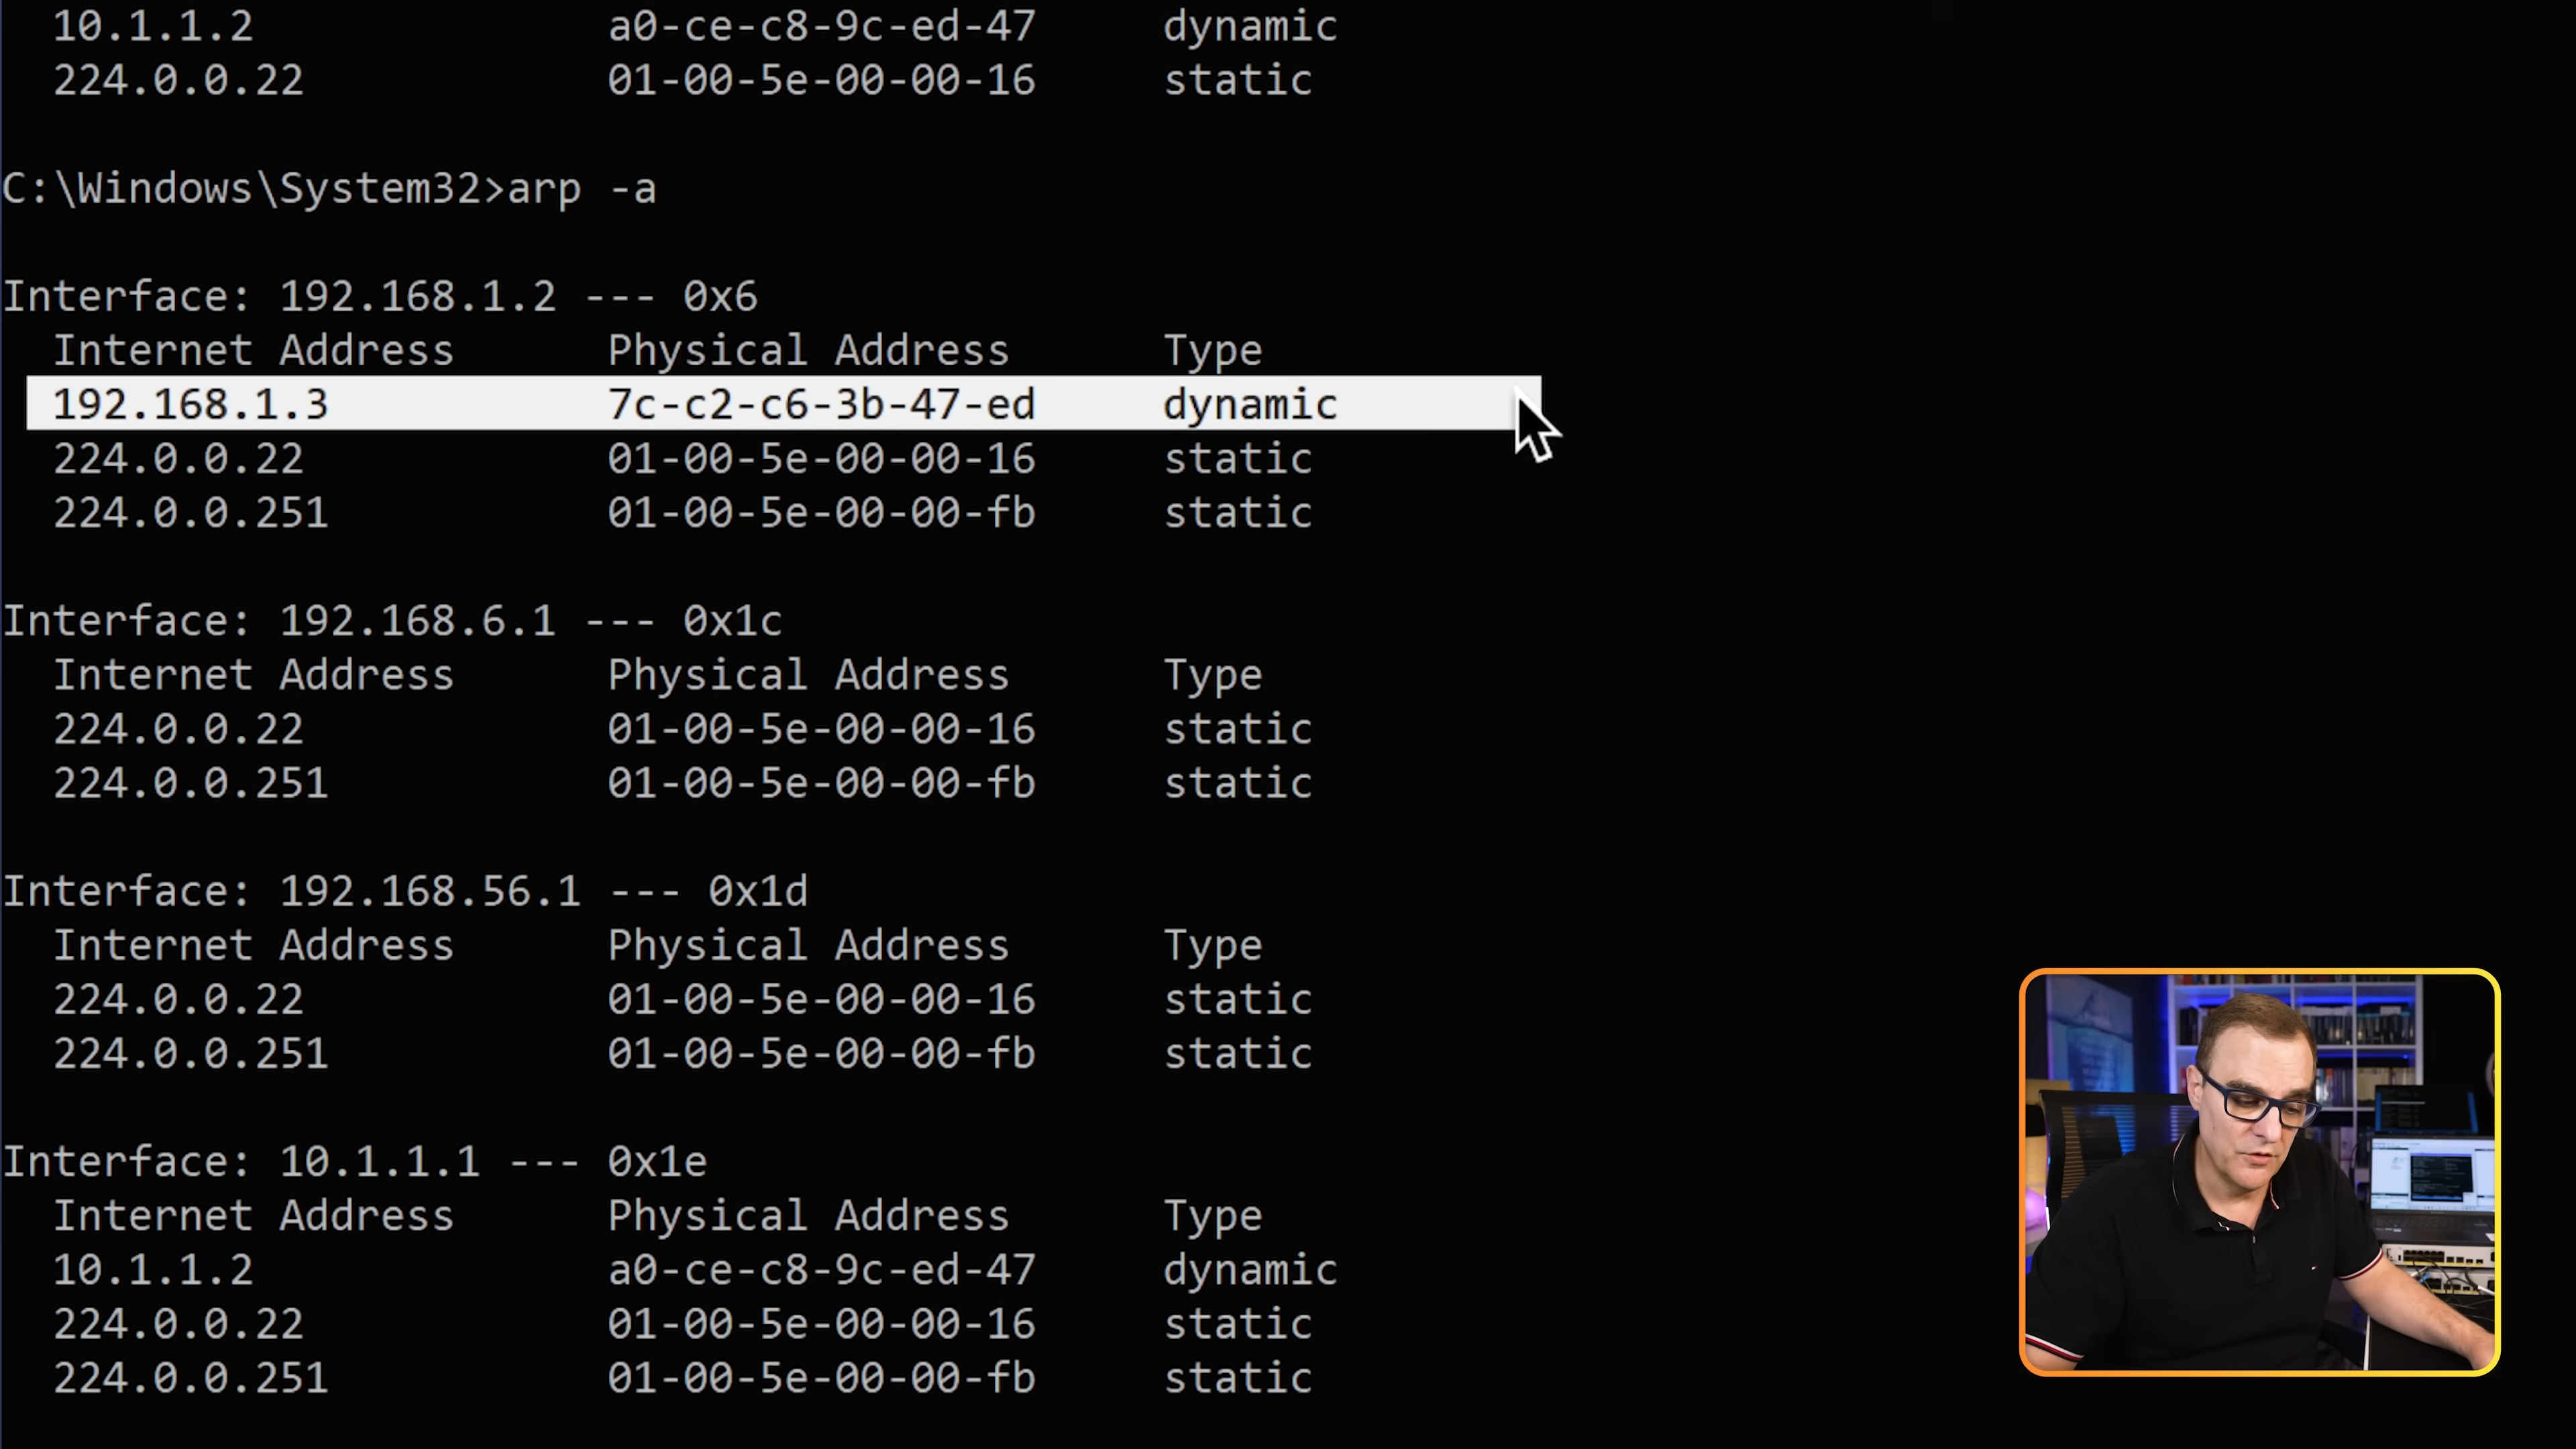 10.1.1.2 a0-ce-c8-9c-ed-47 dynamic
224.0.0.22 01-00-5e-00-00-16 static
C:\Windows\System32>arp -a
Interface: 192.168.1.2 --- 0x6
Internet Address Physical Address Type
192.168.1.3 7c-c2-c6-3b-47-ed dynamic
224.0.0.22 01-00-5e-00-00-16 static
224.0.0.251 01-00-5e-00-00-fb static
Interface: 192.168.6.1 --- 0x1c
Internet Address Physical Address Type
224.0.0.22 01-00-5e-00-00-16 static
224.0.0.251 01-00-5e-00-00-fb static
Interface: 192.168.56.1 --- 0x1d
Internet Address Physical Address Type
224.0.0.22 01-00-5e-00-00-16 static
224.0.0.251 01-00-5e-00-00-fb static
Interface: 10.1.1.1 --- 0x1e
Internet Address Physical Address Type
10.1.1.2 a0-ce-c8-9c-ed-47 dynamic
224.0.0.22 01-00-5e-00-00-16 static
224.0.0.251 01-00-5e-00-00-fb static